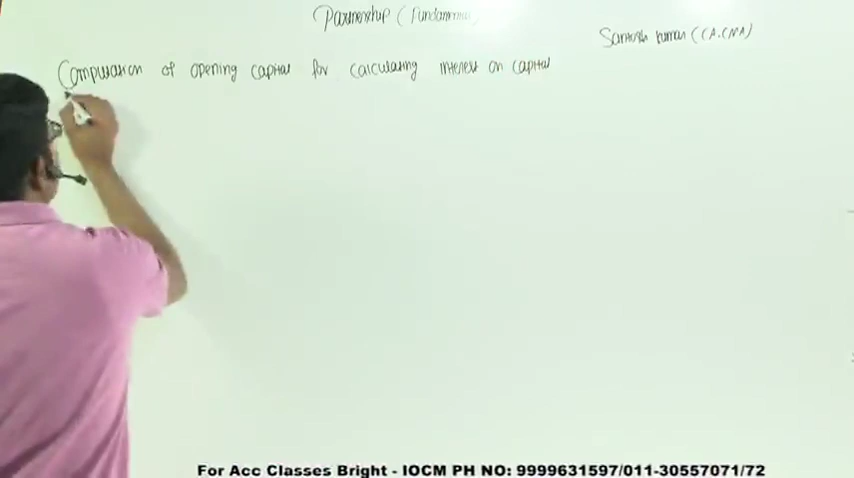 Partnership (Fundamental)
Santosh kumar (CA.CMA)
Computation of opening capital for calculating interest on capital
For Acc Classes Bright - IOCM PH NO: 9999631597/011-30557071/72